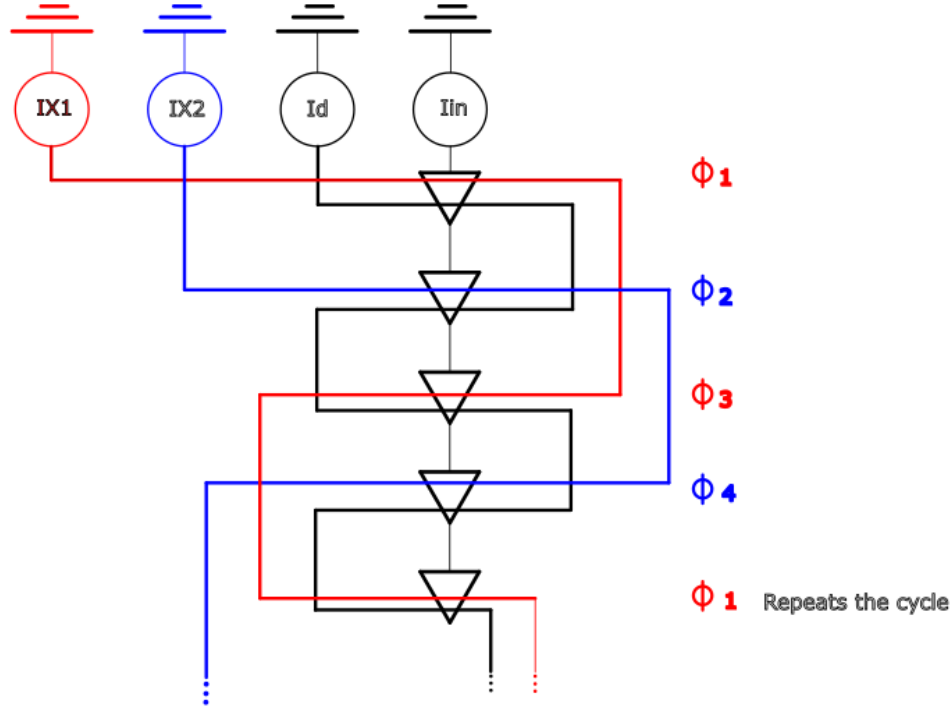 IX1 IX2 Id Iin
Φ1
Φ2
Φ3
Φ4
Φ1 Repeats the cycle